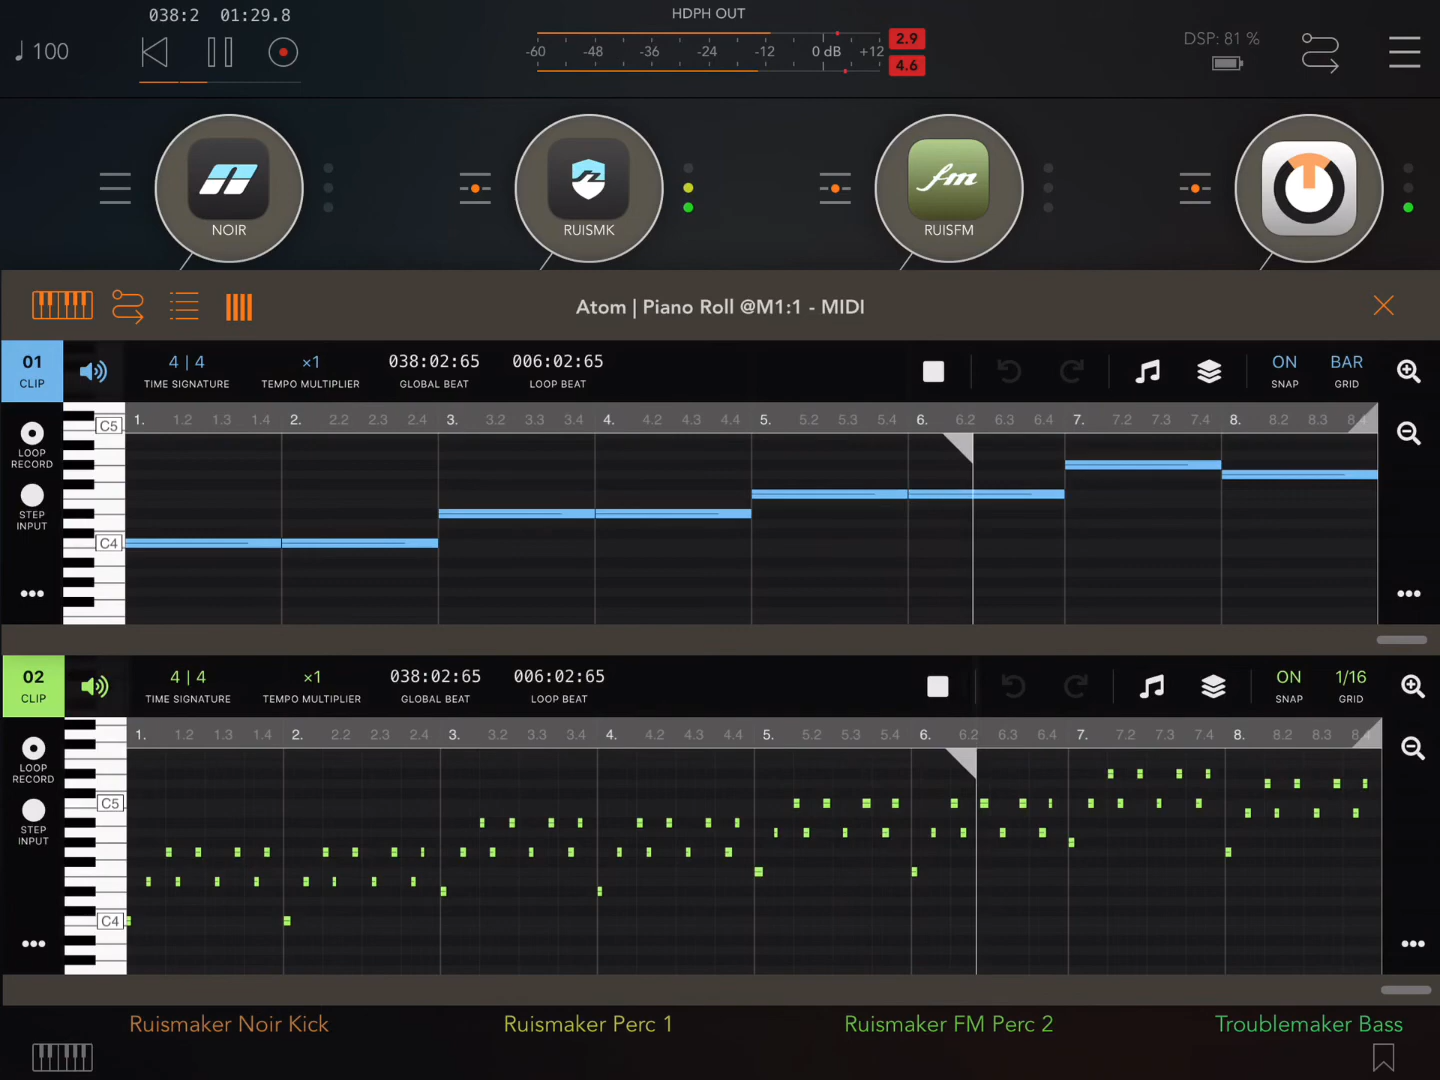 038:2 01:29.8
HDPH OUT
100
-60 -48 -36 -24 -12 0 dB +12
2.9
4.6
DSP: 81 %
NOIR
RUISMK
fm
RUISFM
Atom | Piano Roll @M1:1 - MIDI
01
CLIP
4 | 4
TIME SIGNATURE
×1
TEMPO MULTIPLIER
038:02:65
GLOBAL BEAT
006:02:65
LOOP BEAT
ON
SNAP
BAR
GRID
LOOP
RECORD
STEP
INPUT
C5
C4
1. 1.2 1.3 1.4 2. 2.2 2.3 2.4 3. 3.2 3.3 3.4 4. 4.2 4.3 4.4 5. 5.2 5.3 5.4 6. 6.2 6.3 6.4 7. 7.2 7.3 7.4 8. 8.2 8.3 8.4
02
CLIP
4 | 4
TIME SIGNATURE
×1
TEMPO MULTIPLIER
038:02:65
GLOBAL BEAT
006:02:65
LOOP BEAT
ON
SNAP
1/16
GRID
LOOP
RECORD
STEP
INPUT
C5
C4
1. 1.2 1.3 1.4 2. 2.2 2.3 2.4 3. 3.2 3.3 3.4 4. 4.2 4.3 4.4 5. 5.2 5.3 5.4 6. 6.2 6.3 6.4 7. 7.2 7.3 7.4 8. 8.2 8.3 8.4
Ruismaker Noir Kick
Ruismaker Perc 1
Ruismaker FM Perc 2
Troublemaker Bass